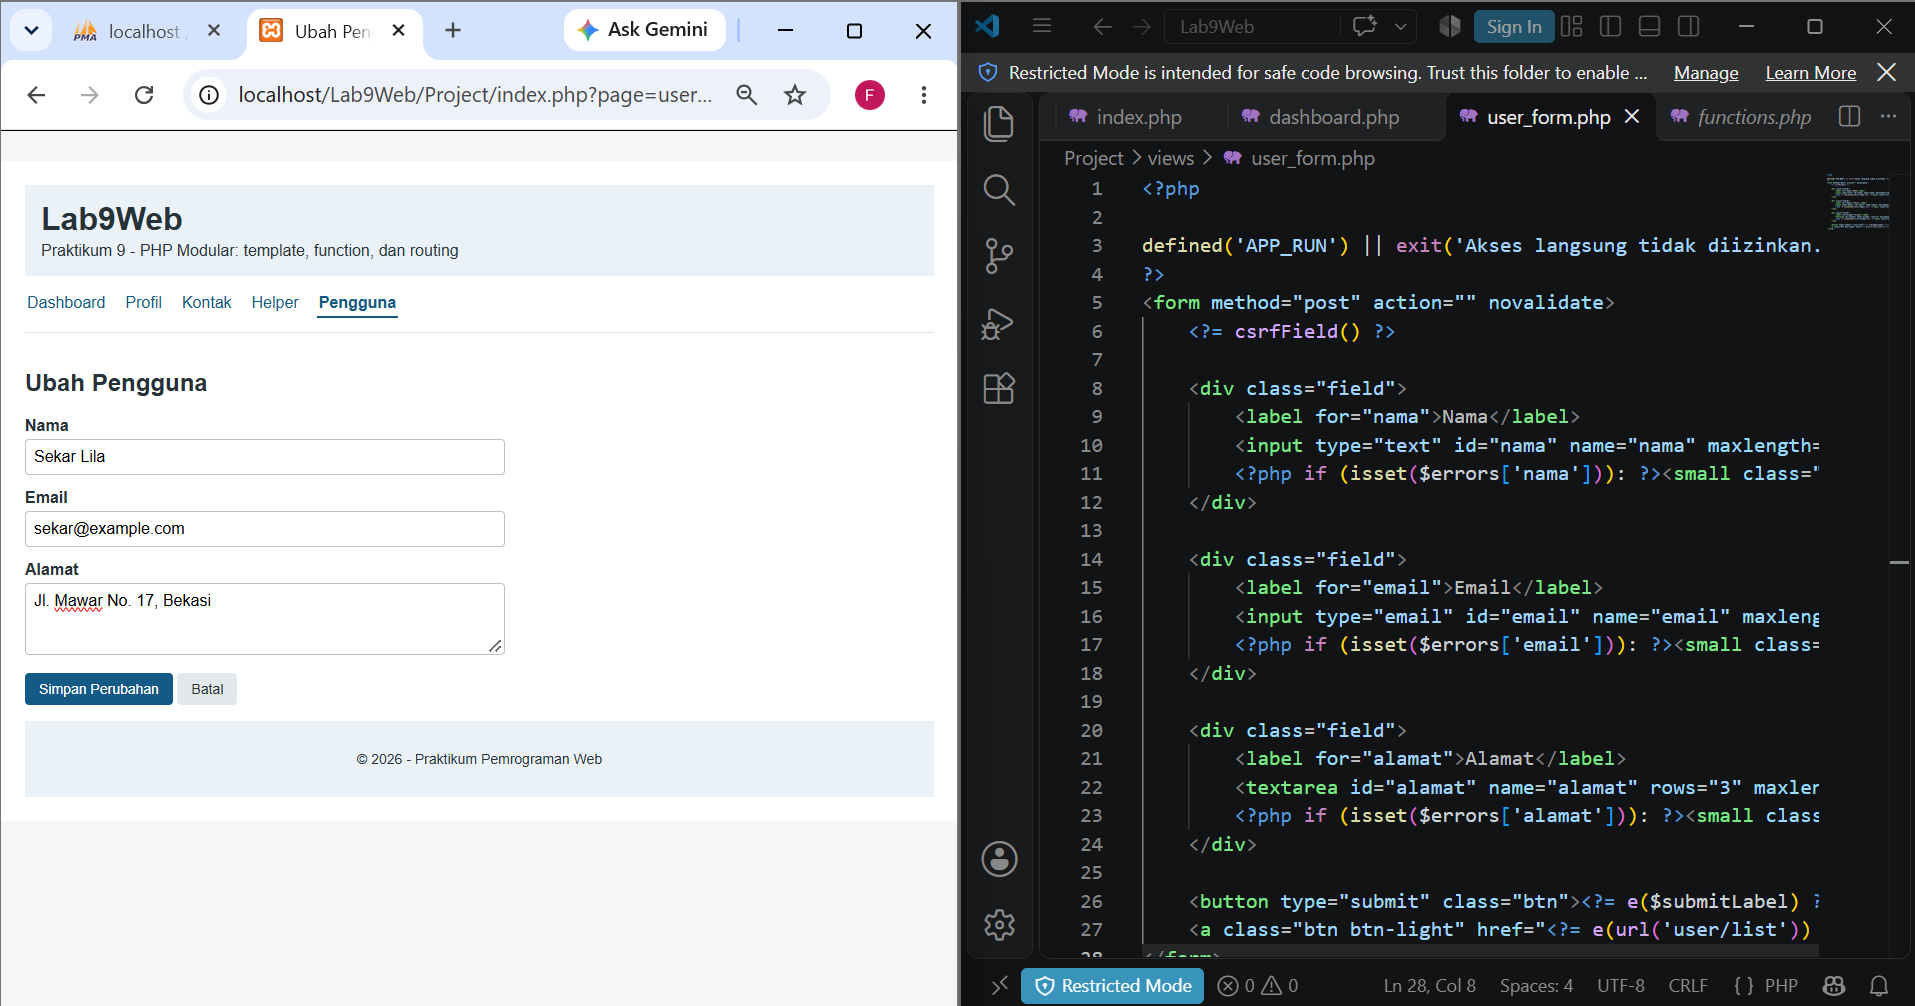 PMA localhost
Ubah Pen
Ask Gemini
localhost/Lab9Web/Project/index.php?page=user...
F
Lab9Web
Praktikum 9 - PHP Modular: template, function, dan routing
Dashboard Profil Kontak Helper Pengguna
Ubah Pengguna
Nama
Sekar Lila
Email
sekar@example.com
Alamat
Jl. Mawar No. 17, Bekasi
Simpan Perubahan Batal
© 2026 - Praktikum Pemrograman Web
Lab9Web
Sign In
Restricted Mode is intended for safe code browsing. Trust this folder to enable ... Manage Learn More
index.php dashboard.php user_form.php functions.php
Project > views > user_form.php
1 <?php
2
3 defined('APP_RUN') || exit('Akses langsung tidak diizinkan.
4 ?>
5 <form method="post" action="" novalidate>
6 <?= csrfField() ?>
7
8 <div class="field">
9 <label for="nama">Nama</label>
10 <input type="text" id="nama" name="nama" maxlength=
11 <?php if (isset($errors['nama'])): ?><small class="
12 </div>
13
14 <div class="field">
15 <label for="email">Email</label>
16 <input type="email" id="email" name="email" maxleng
17 <?php if (isset($errors['email'])): ?><small class=
18 </div>
19
20 <div class="field">
21 <label for="alamat">Alamat</label>
22 <textarea id="alamat" name="alamat" rows="3" maxler
23 <?php if (isset($errors['alamat'])): ?><small class
24 </div>
25
26 <button type="submit" class="btn"><?= e($submitLabel) ?
27 <a class="btn btn-light" href="<?= e(url('user/list'))
28 </form>
Restricted Mode 0 0 Ln 28, Col 8 Spaces: 4 UTF-8 CRLF { } PHP